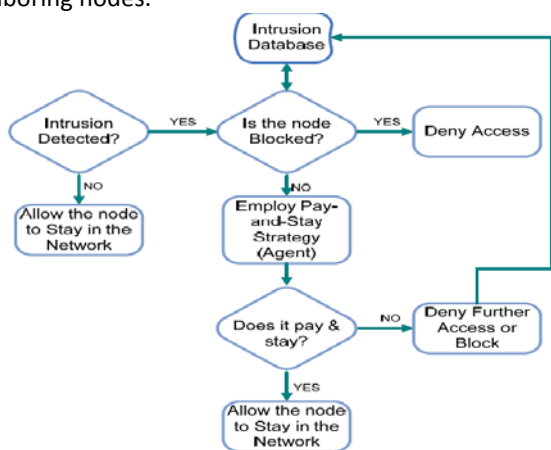 boring nodes.
Intrusion
Database
Intrusion
Detected?
YES
Is the node
Blocked?
YES
Deny Access
NO
NO
Allow the node
to Stay in the
Network
Employ Pay-
and-Stay
Strategy
(Agent)
Does it pay &
stay?
NO
Deny Further
Access or
Block
YES
Allow the node
to Stay in the
Network